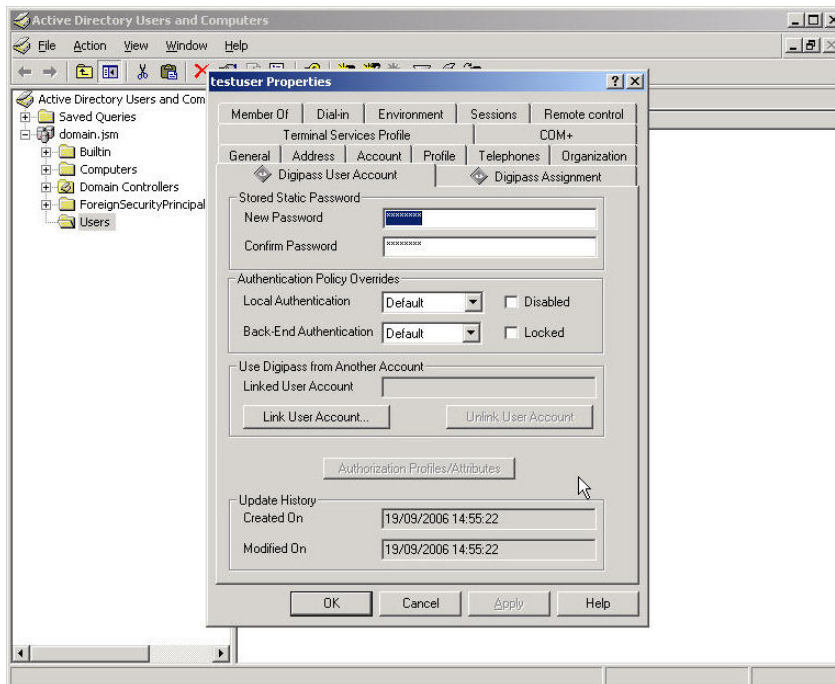 Active Directory Users and Computers
File Action View Window Help
Active Directory Users and Com
Saved Queries
domain.jsm
Builtin
Computers
Domain Controllers
ForeignSecurityPrincipal
Users
testuser Properties
Member Of Dial-in Environment Sessions Remote control
Terminal Services Profile COM+
General Address Account Profile Telephones Organization
Digipass User Account Digipass Assignment
Stored Static Password
New Password ********
Confirm Password ********
Authentication Policy Overrides
Local Authentication Default Disabled
Back-End Authentication Default Locked
Use Digipass from Another Account
Linked User Account
Link User Account... Unlink User Account
Authorization Profiles/Attributes
Update History
Created On 19/09/2006 14:55:22
Modified On 19/09/2006 14:55:22
OK Cancel Apply Help